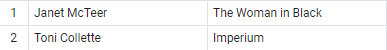 1 Janet McTeer The Woman in Black
2 Toni Collette Imperium